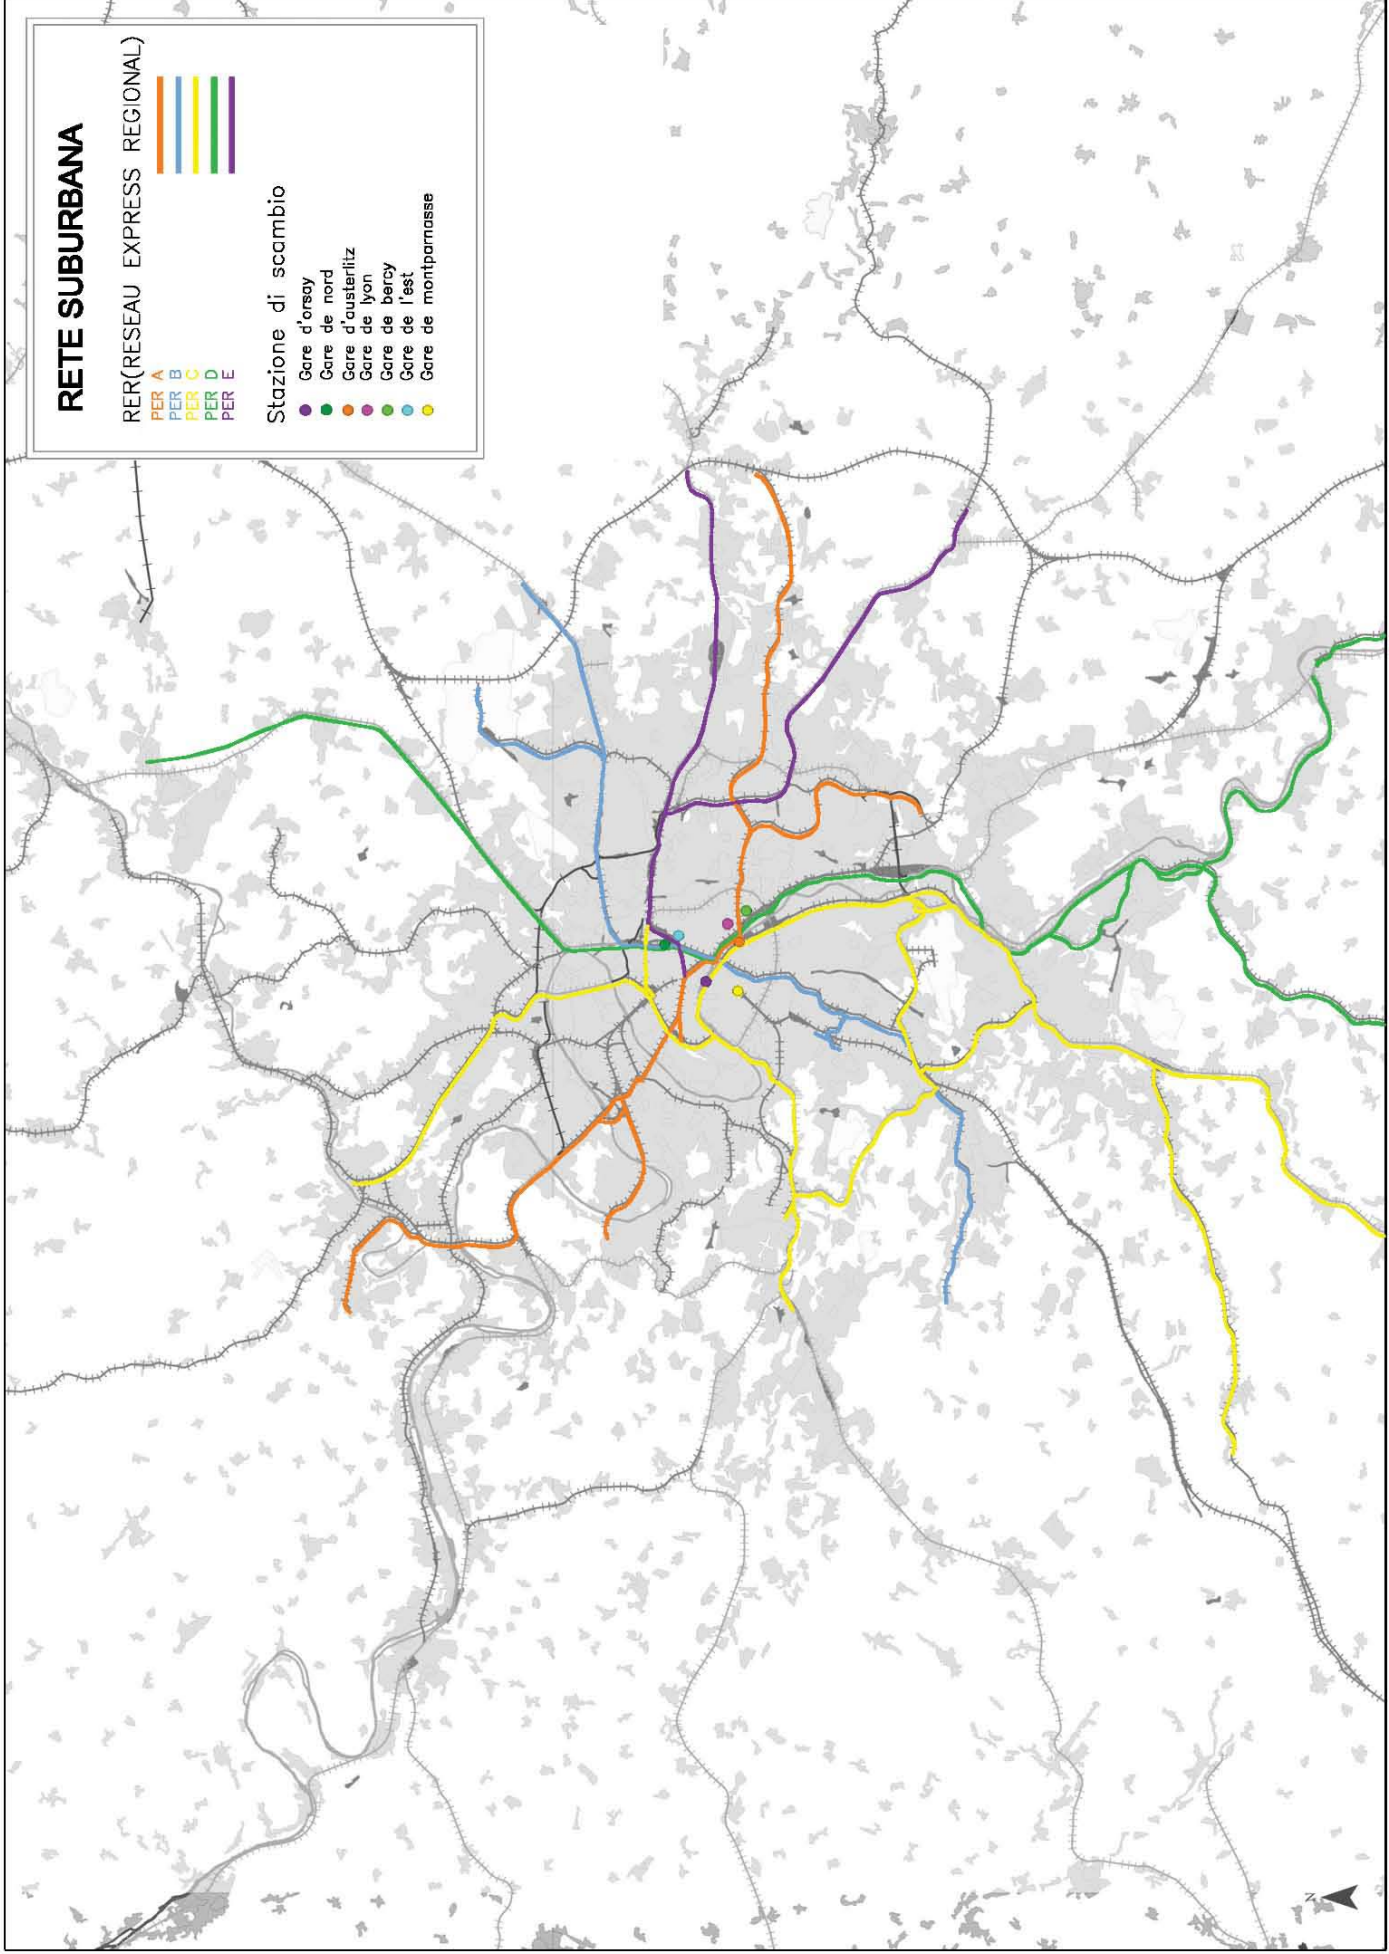 RETE SUBURBANA
RER(RESEAU EXPRESS REGIONAL)
PER A
PER B
PER C
PER D
PER E
Stazione di scambio
Gare d'orsay
Gare de nord
Gare d'austerlitz
Gare de lyon
Gare de bercy
Gare de l'est
Gare de montparnasse
N